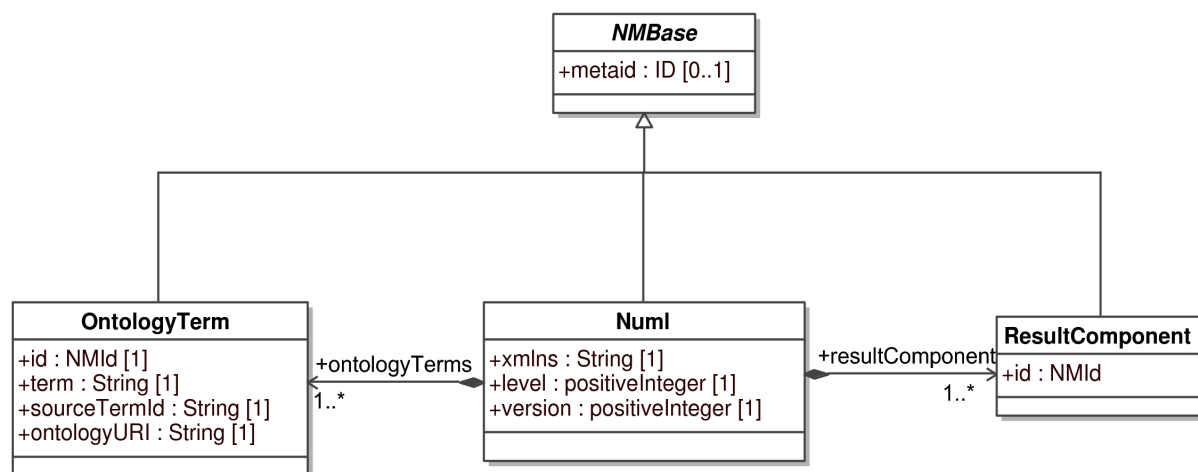 NMBase
+metaid : ID [0..1]
OntologyTerm
+id : NMId [1]
+term : String [1]
+sourceTermId : String [1]
+ontologyURI : String [1]
+ontologyTerms
1..*
Numl
+xmlns : String [1]
+level : positiveInteger [1]
+version : positiveInteger [1]
+resultComponent
1..*
ResultComponent
+id : NMId